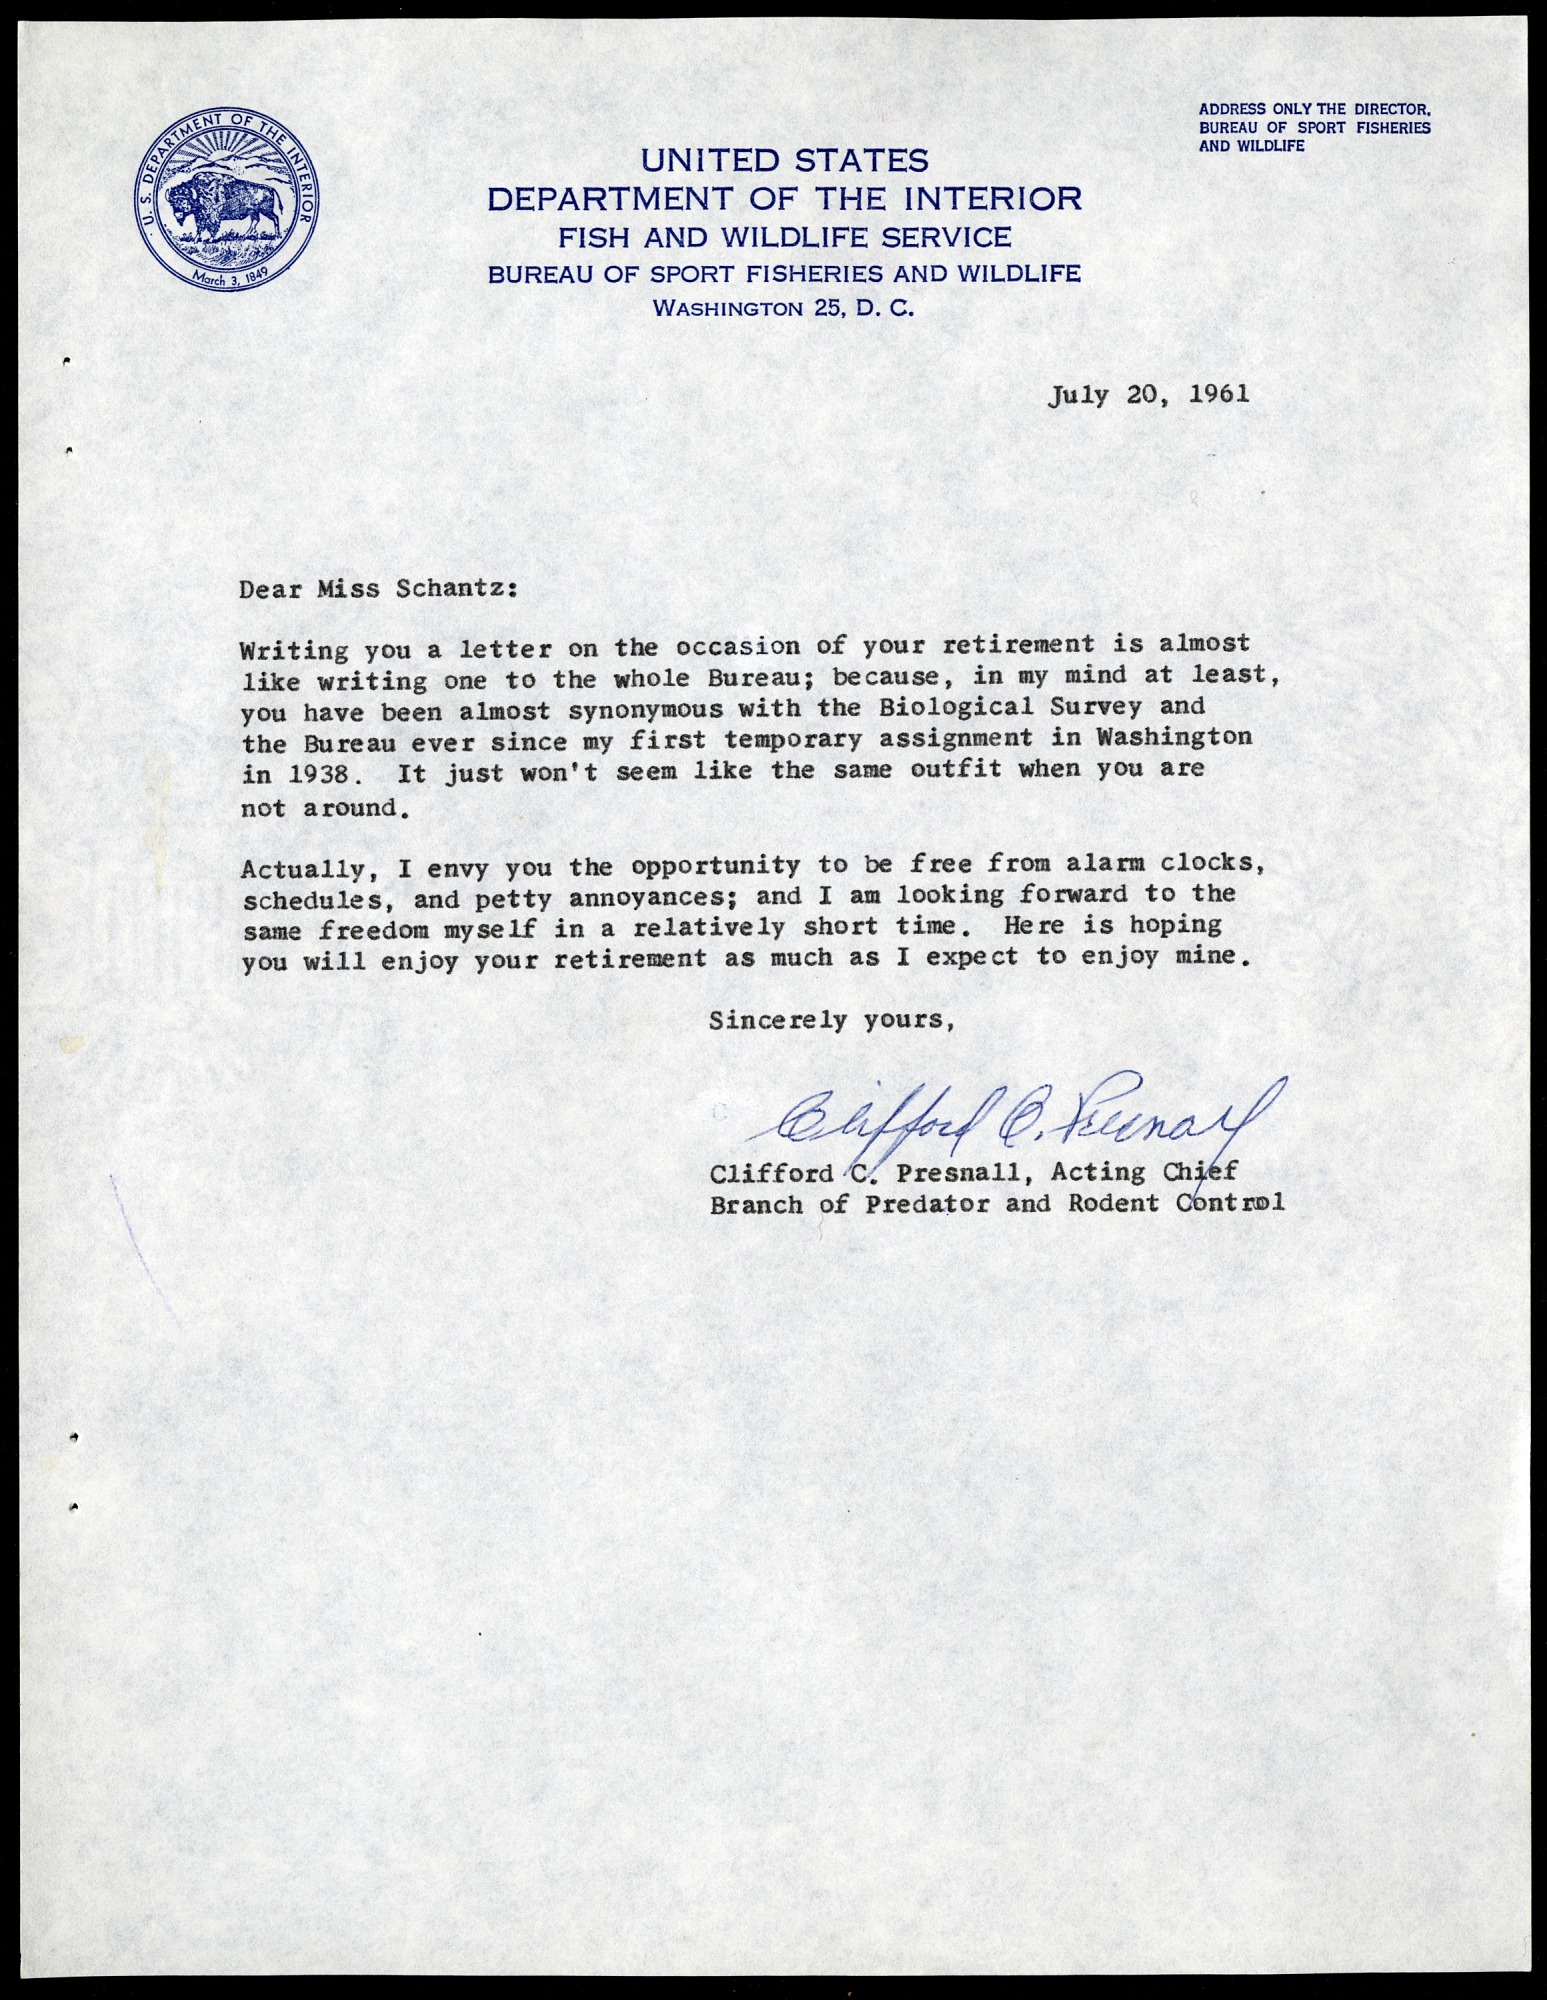 U. S. DEPARTMENT OF THE INTERIOR
March 3, 1849
ADDRESS ONLY THE DIRECTOR,
BUREAU OF SPORT FISHERIES
AND WILDLIFE
UNITED STATES
DEPARTMENT OF THE INTERIOR
FISH AND WILDLIFE SERVICE
BUREAU OF SPORT FISHERIES AND WILDLIFE
WASHINGTON 25, D. C.
July 20, 1961
Dear Miss Schantz:
Writing you a letter on the occasion of your retirement is almost
like writing one to the whole Bureau; because, in my mind at least,
you have been almost synonymous with the Biological Survey and
the Bureau ever since my first temporary assignment in Washington
in 1938. It just won't seem like the same outfit when you are
not around.
Actually, I envy you the opportunity to be free from alarm clocks,
schedules, and petty annoyances; and I am looking forward to the
same freedom myself in a relatively short time. Here is hoping
you will enjoy your retirement as much as I expect to enjoy mine.
Sincerely yours,
Clifford C. Presnall
Clifford C. Presnall, Acting Chief
Branch of Predator and Rodent Control